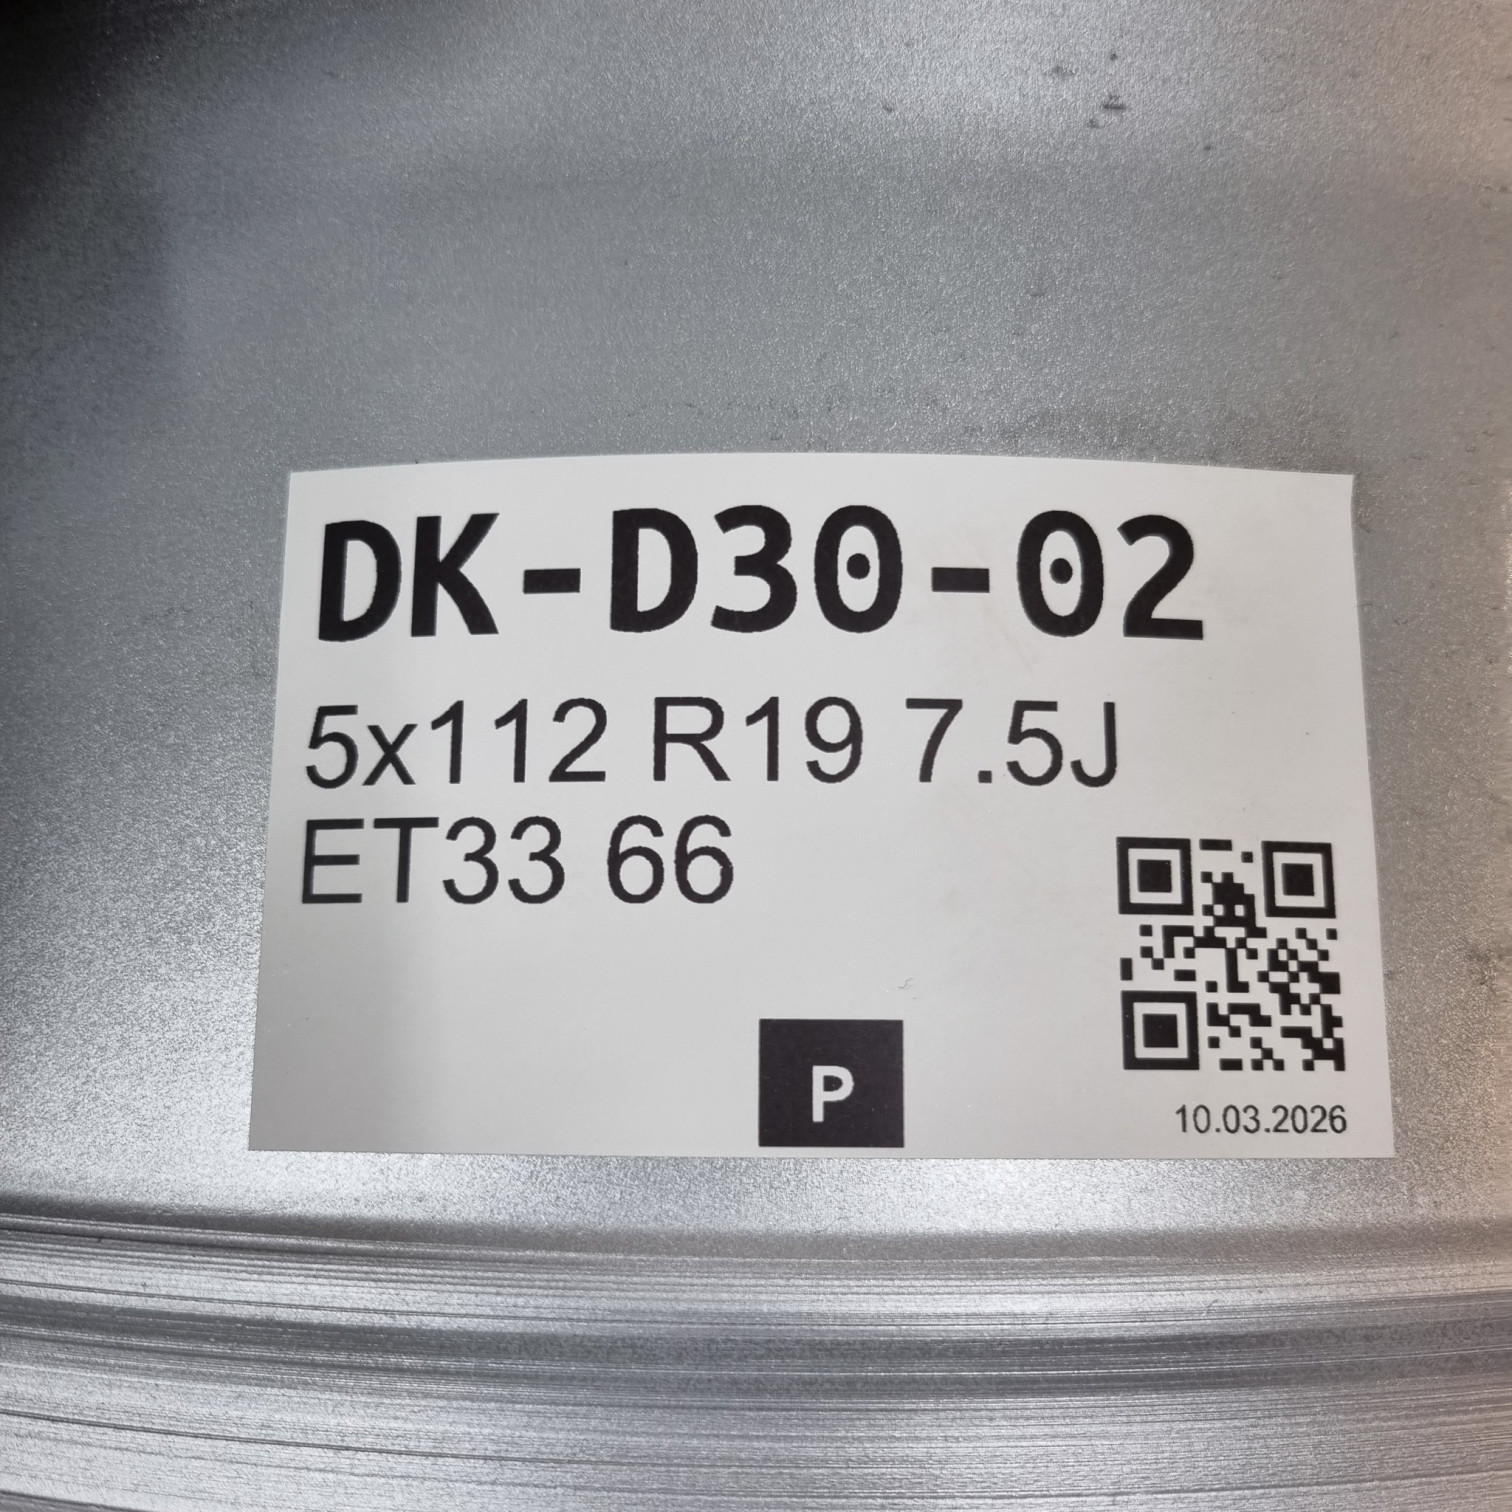 DK-D30-02
5x112 R19 7.5J
ET33 66
P
10.03.2026